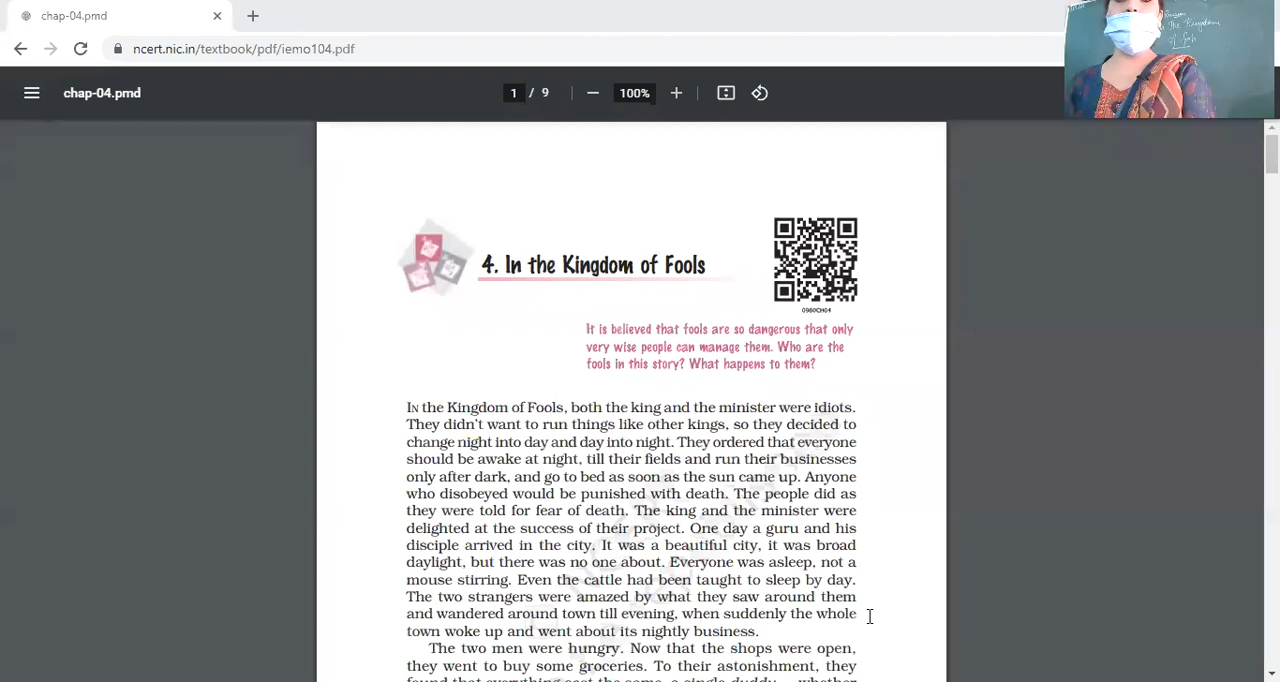 chap-04.pmd
ncert.nic.in/textbook/pdf/iemo104.pdf
chap-04.pmd
1 / 9
100%
The Kingdom
4. In the Kingdom of Fools
0960CH04
It is believed that fools are so dangerous that only
very wise people can manage them. Who are the
fools in this story? What happens to them?
IN the Kingdom of Fools, both the king and the minister were idiots.
They didn't want to run things like other kings, so they decided to
change night into day and day into night. They ordered that everyone
should be awake at night, till their fields and run their businesses
only after dark, and go to bed as soon as the sun came up. Anyone
who disobeyed would be punished with death. The people did as
they were told for fear of death. The king and the minister were
delighted at the success of their project. One day a guru and his
disciple arrived in the city. It was a beautiful city, it was broad
daylight, but there was no one about. Everyone was asleep, not a
mouse stirring. Even the cattle had been taught to sleep by day.
The two strangers were amazed by what they saw around them
and wandered around town till evening, when suddenly the whole
town woke up and went about its nightly business.
The two men were hungry. Now that the shops were open,
they went to buy some groceries. To their astonishment, they
found that everything cost the same, a single duddu — whether